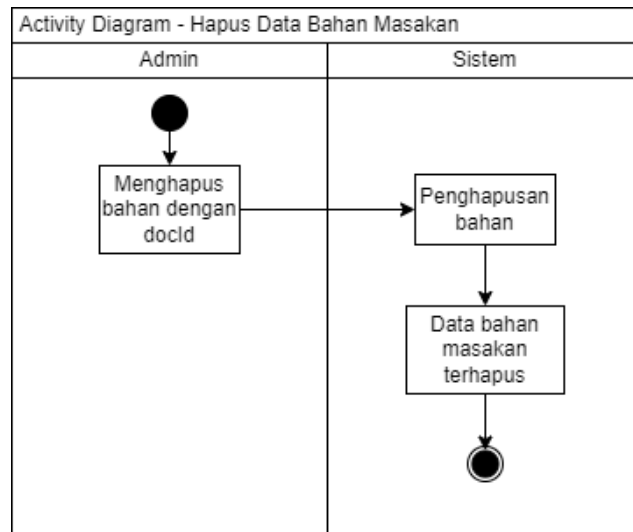 Activity Diagram - Hapus Data Bahan Masakan
Admin
Sistem
Menghapus
bahan dengan
docId
Penghapusan
bahan
Data bahan
masakan
terhapus